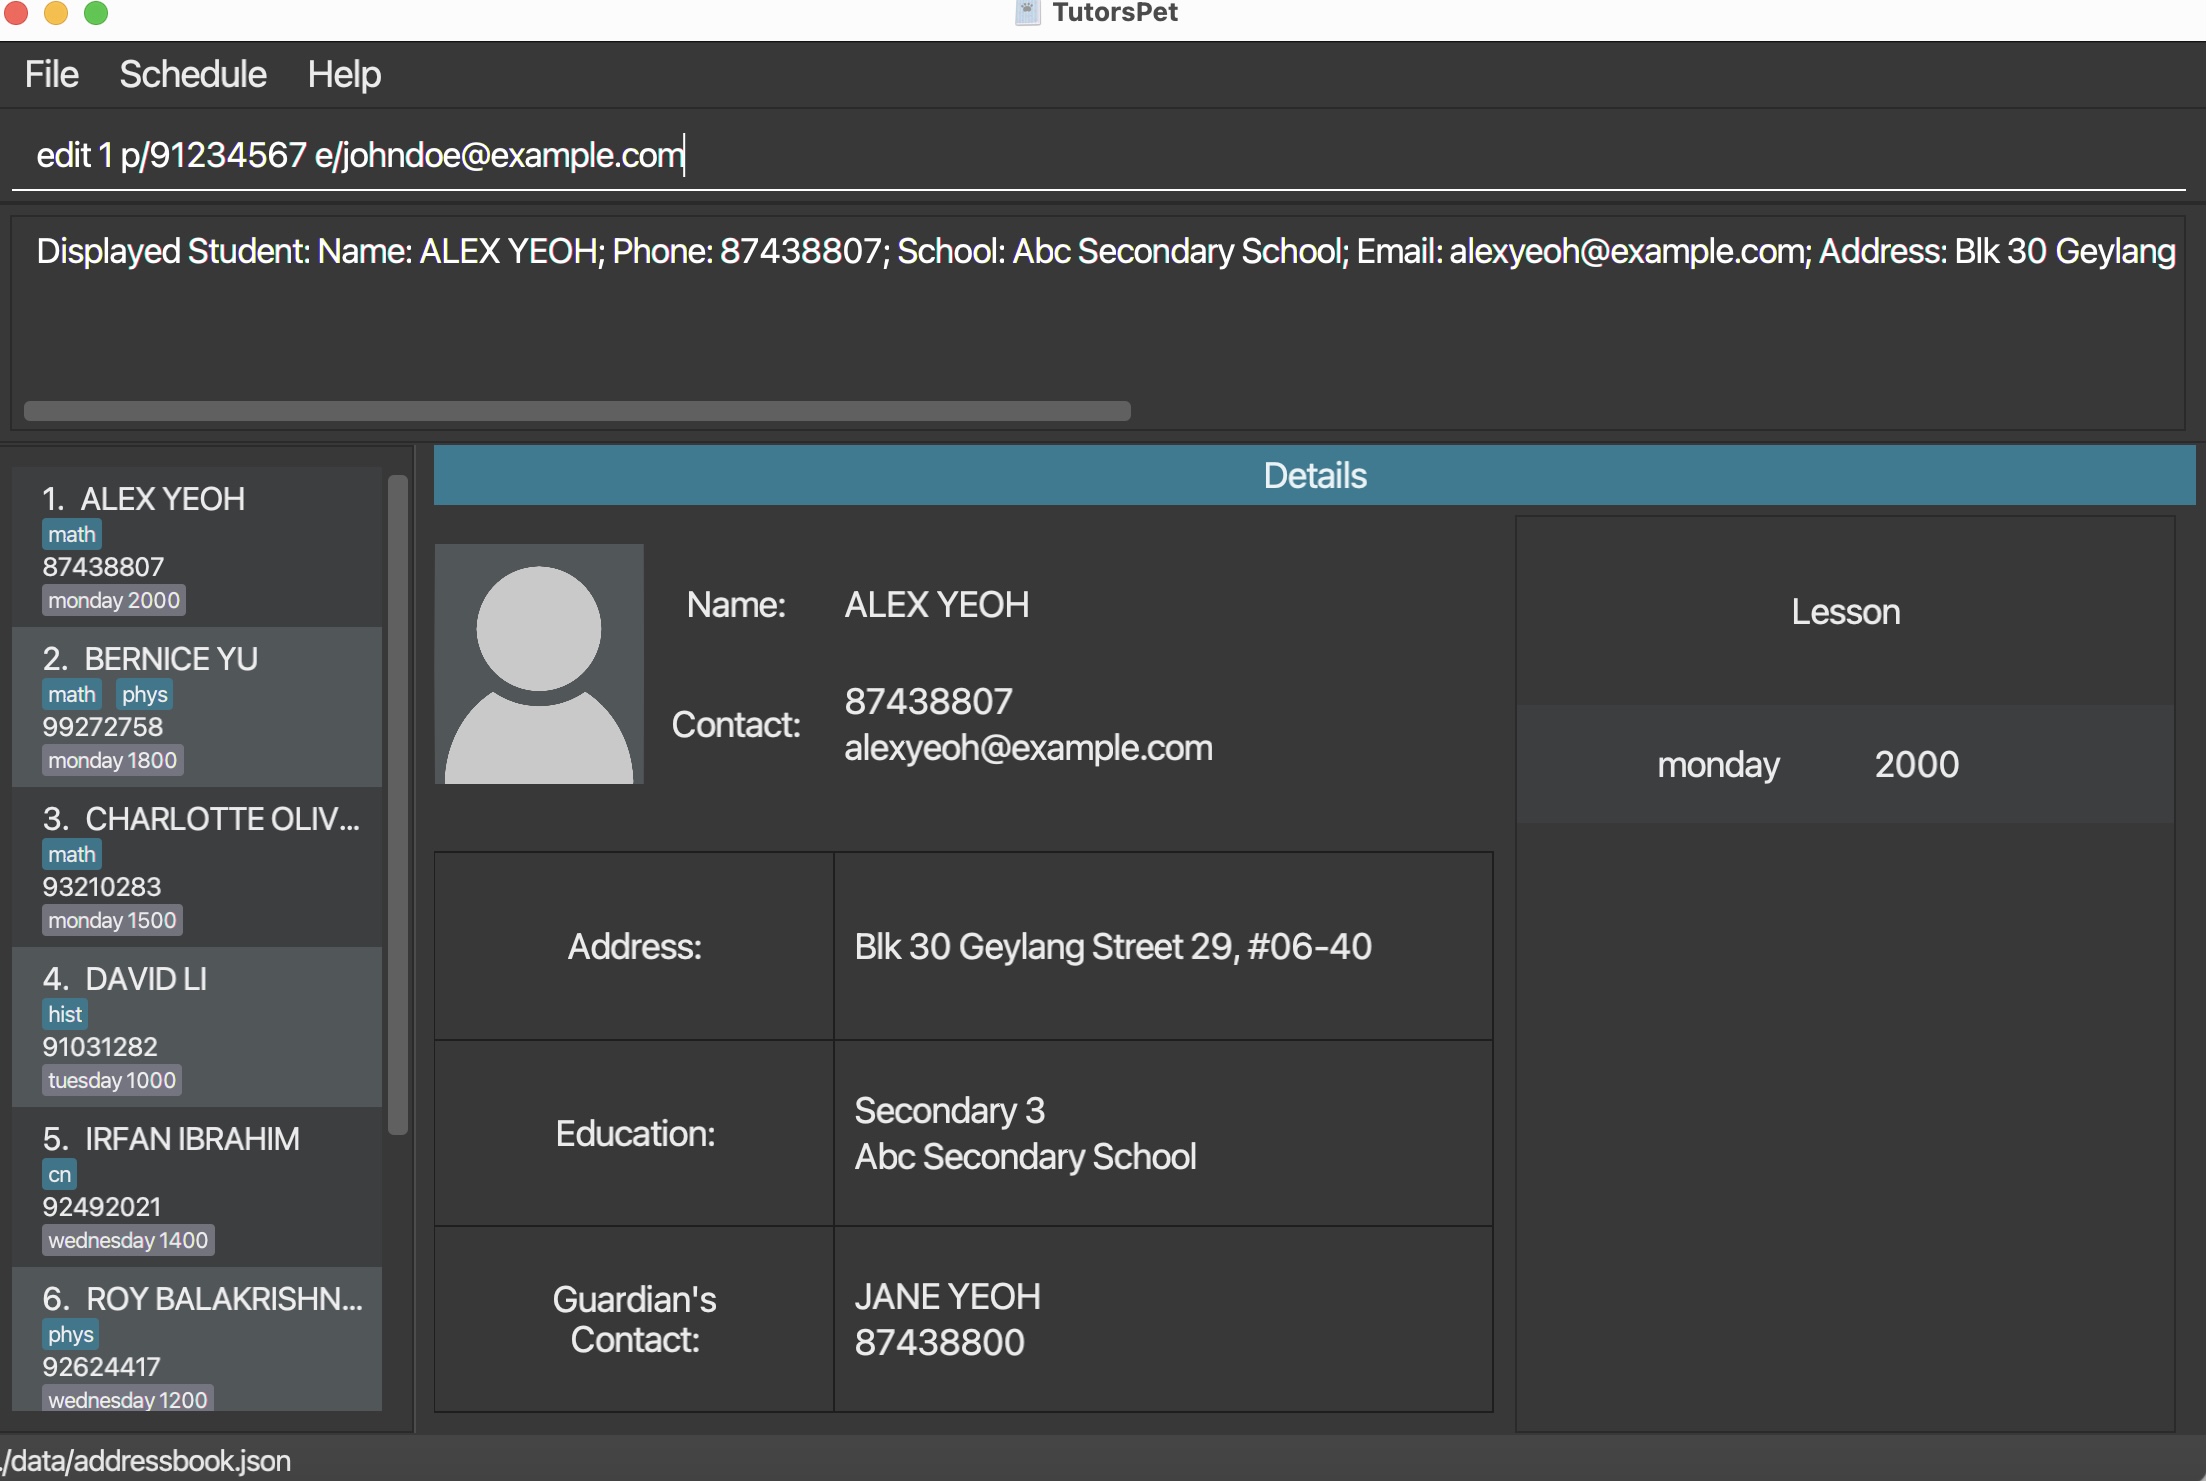 TutorsPet
File Schedule Help
edit 1 p/91234567 e/johndoe@example.com
Displayed Student: Name: ALEX YEOH; Phone: 87438807; School: Abc Secondary School; Email: alexyeoh@example.com; Address: Blk 30 Geylang
1. ALEX YEOH
math
87438807
monday 2000
2. BERNICE YU
math phys
99272758
monday 1800
3. CHARLOTTE OLIV...
math
93210283
monday 1500
4. DAVID LI
hist
91031282
tuesday 1000
5. IRFAN IBRAHIM
cn
92492021
wednesday 1400
6. ROY BALAKRISHN...
phys
92624417
wednesday 1200
Details
Name: ALEX YEOH
Contact: 87438807
alexyeoh@example.com
Address: Blk 30 Geylang Street 29, #06-40
Education: Secondary 3
Abc Secondary School
Guardian's
Contact:
JANE YEOH
87438800
Lesson
monday 2000
./data/addressbook.json